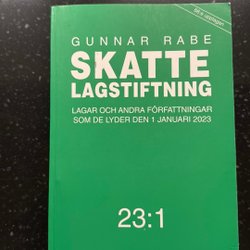 GUNNAR RABE
SKATTE
LAGSTIFTNING
LAGAR OCH ANDRA FÖRFATTNINGAR
SOM DE LYDER DEN 1 JANUARI 2023
23:1